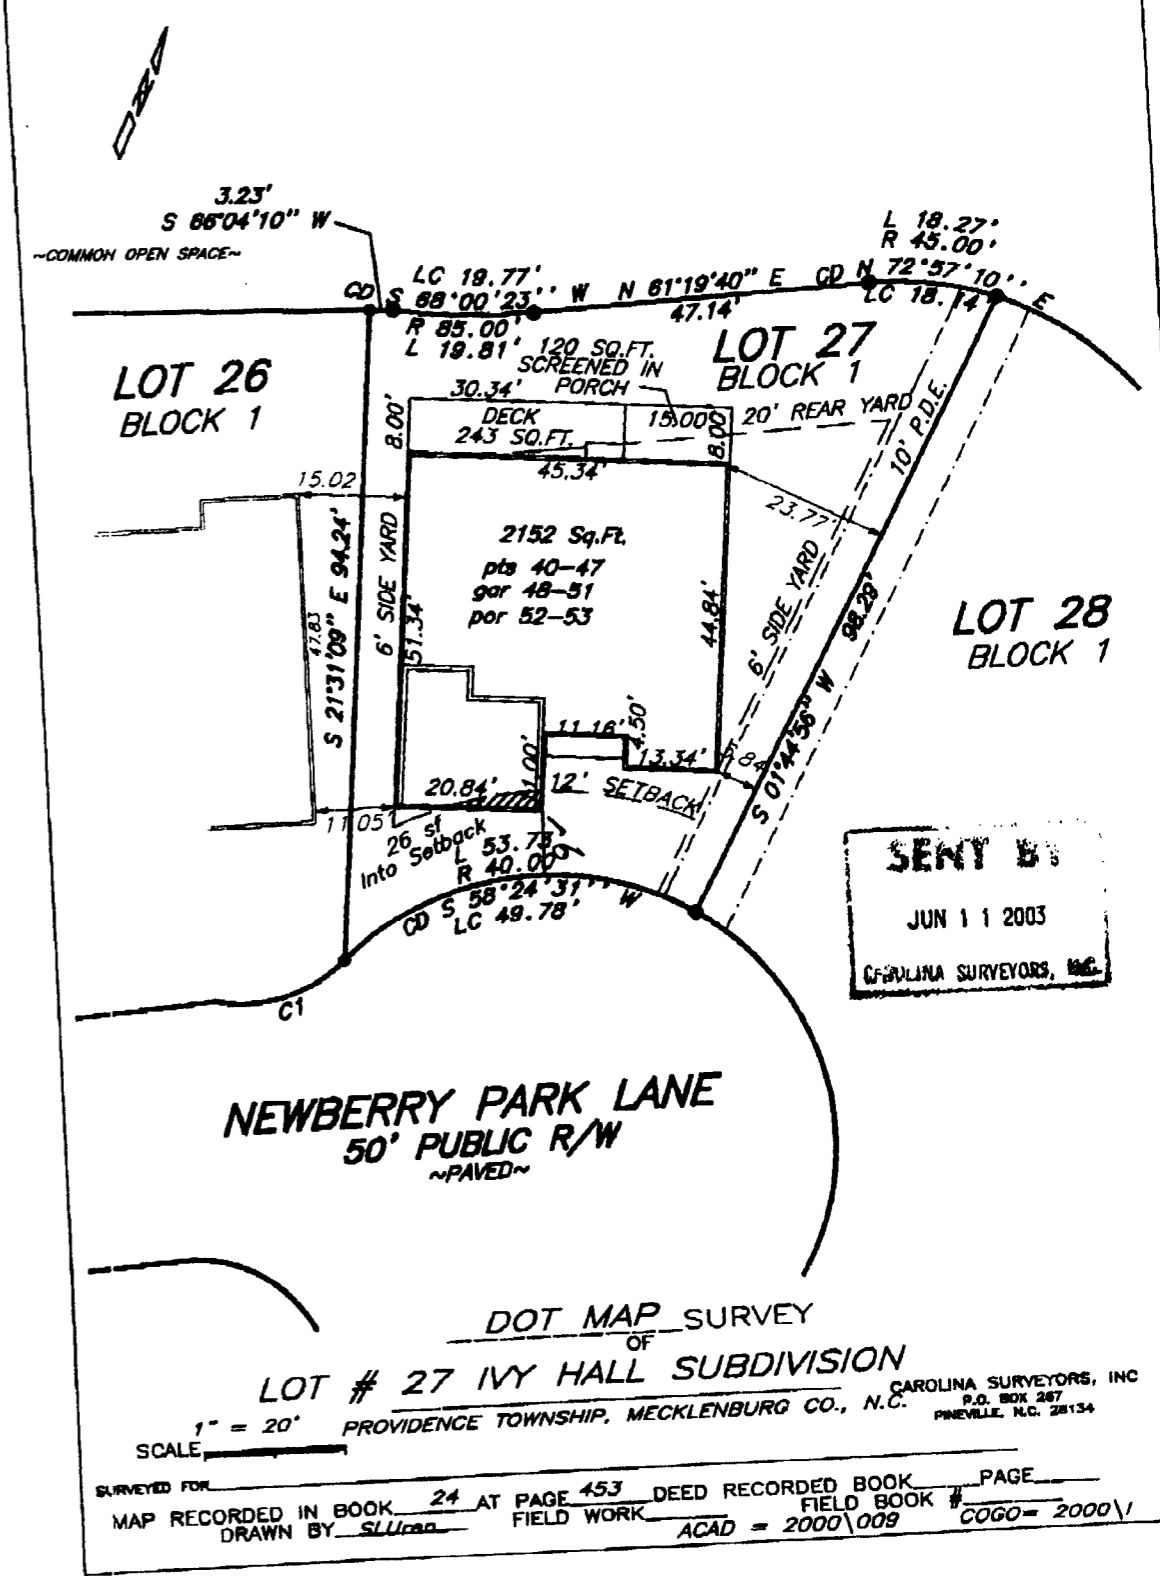 N
3.23'
S 66°04'10" W
~COMMON OPEN SPACE~
L 18.27'
R 45.00'
CD N 72°57'10" E
LC 18.14'
LC 19.77'
CD S 68°00'23" W
R 85.00'
L 19.81'
N 61°19'40" E
47.14'
LOT 26
BLOCK 1
LOT 27
BLOCK 1
120 SQ.FT.
SCREENED IN
PORCH
30.34'
DECK
243 SQ.FT.
8.00'
15.00'
8.00'
20' REAR YARD
10' P.D.E.
45.34'
15.02
23.77'
2152 Sq.Ft.
pts 40-47
gar 48-51
por 52-53
47.83
S 21°31'09" E 94.24'
6' SIDE YARD
51.34'
44.84'
6' SIDE YARD
S 01°44'56" W 98.29'
LOT 28
BLOCK 1
11.16'
4.50'
13.34'
20.84'
1.00'
12' SETBACK
5.84'
11.05'
26 sf
into Setback
L 53.73'
R 40.00'
CD S 58°24'31" W
LC 49.78'
C1
SENT BY
JUN 11 2003
CAROLINA SURVEYORS, INC.
NEWBERRY PARK LANE
50' PUBLIC R/W
~PAVED~
DOT MAP SURVEY
OF
LOT # 27 IVY HALL SUBDIVISION
PROVIDENCE TOWNSHIP, MECKLENBURG CO., N.C.
CAROLINA SURVEYORS, INC
P.O. BOX 267
PINEVILLE, N.C. 28134
1" = 20'
SCALE
SURVEYED FOR
MAP RECORDED IN BOOK 24 AT PAGE 453 DEED RECORDED BOOK PAGE
DRAWN BY FIELD WORK FIELD BOOK #
ACAD = 2000\009 COGO= 2000\1